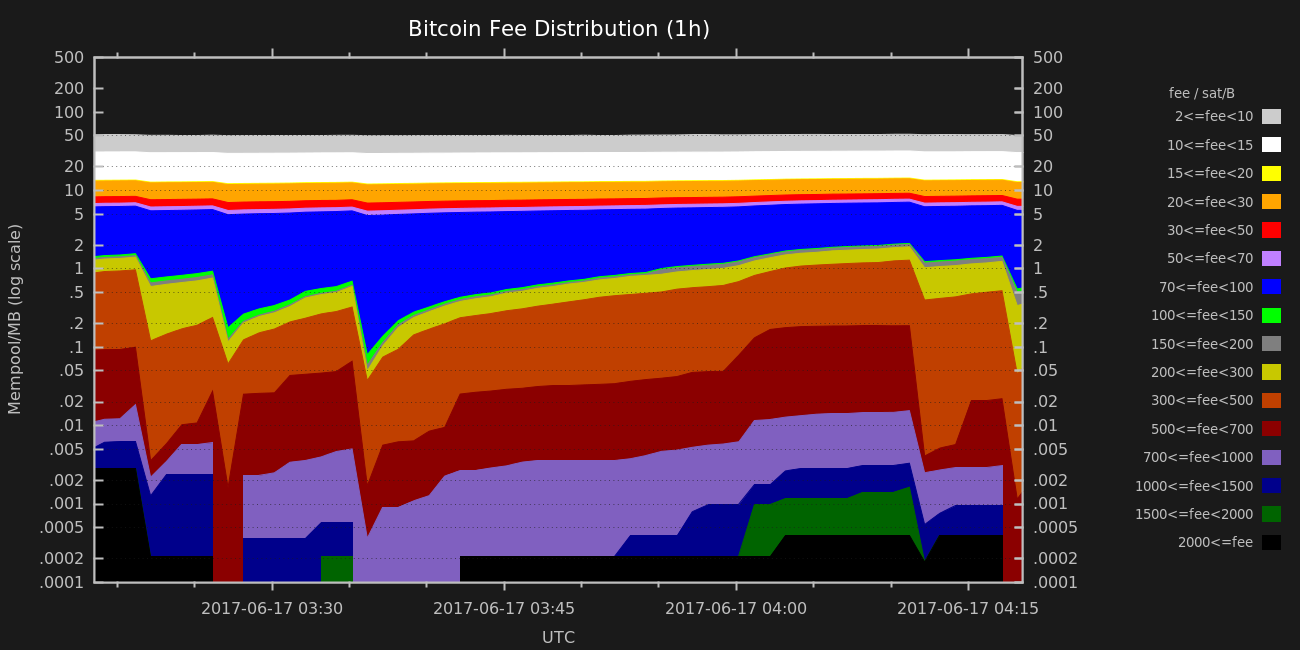 Bitcoin Fee Distribution (1h)
500
200
100
50
20
10
5
2
1
.5
.2
.1
.05
.02
.01
.005
.002
.001
.0005
.0002
.0001
Mempool/MB (log scale)
500
200
100
50
20
10
5
2
1
.5
.2
.1
.05
.02
.01
.005
.002
.001
.0005
.0002
.0001
2017-06-17 03:30
2017-06-17 03:45
2017-06-17 04:00
2017-06-17 04:15
UTC
fee / sat/B
2<=fee<10
10<=fee<15
15<=fee<20
20<=fee<30
30<=fee<50
50<=fee<70
70<=fee<100
100<=fee<150
150<=fee<200
200<=fee<300
300<=fee<500
500<=fee<700
700<=fee<1000
1000<=fee<1500
1500<=fee<2000
2000<=fee